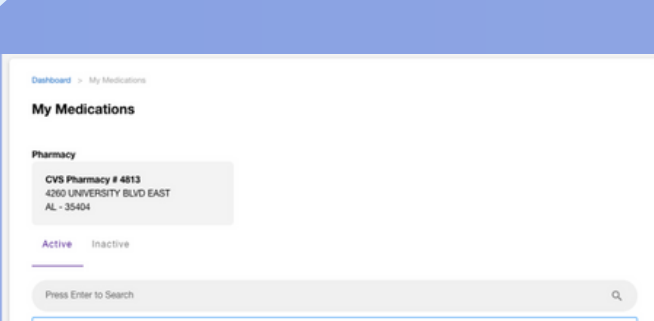 Dashboard > My Medications
My Medications
Pharmacy
CVS Pharmacy # 4813
4260 UNIVERSITY BLVD EAST
AL - 35404
Active Inactive
Press Enter to Search